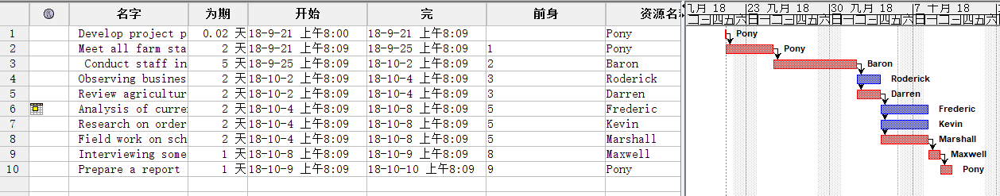 名字 为期 开始 完 前身 资源名称
1 Develop project p 0.02 天 18-9-21 上午8:00 18-9-21 上午8:09 Pony
2 Meet all farm sta 2 天 18-9-21 上午8:09 18-9-25 上午8:09 1 Pony
3 Conduct staff in 5 天 18-9-25 上午8:09 18-10-2 上午8:09 2 Baron
4 Observing busines 2 天 18-10-2 上午8:09 18-10-4 上午8:09 3 Roderick
5 Review agricultur 2 天 18-10-2 上午8:09 18-10-4 上午8:09 3 Darren
6 Analysis of curre 2 天 18-10-4 上午8:09 18-10-8 上午8:09 5 Frederic
7 Research on order 2 天 18-10-4 上午8:09 18-10-8 上午8:09 5 Kevin
8 Field work on sch 2 天 18-10-4 上午8:09 18-10-8 上午8:09 5 Marshall
9 Interviewing some 1 天 18-10-8 上午8:09 18-10-9 上午8:09 8 Maxwell
10 Prepare a report 1 天 18-10-9 上午8:09 18-10-10 上午8:09 9 Pony
九月 18 23 九月 18 30 九月 18 7 十月 18
二三四五六日一二三四五六日一二三四五六日一二三四五六
Pony
Pony
Baron
Roderick
Darren
Frederic
Kevin
Marshall
Maxwell
Pony